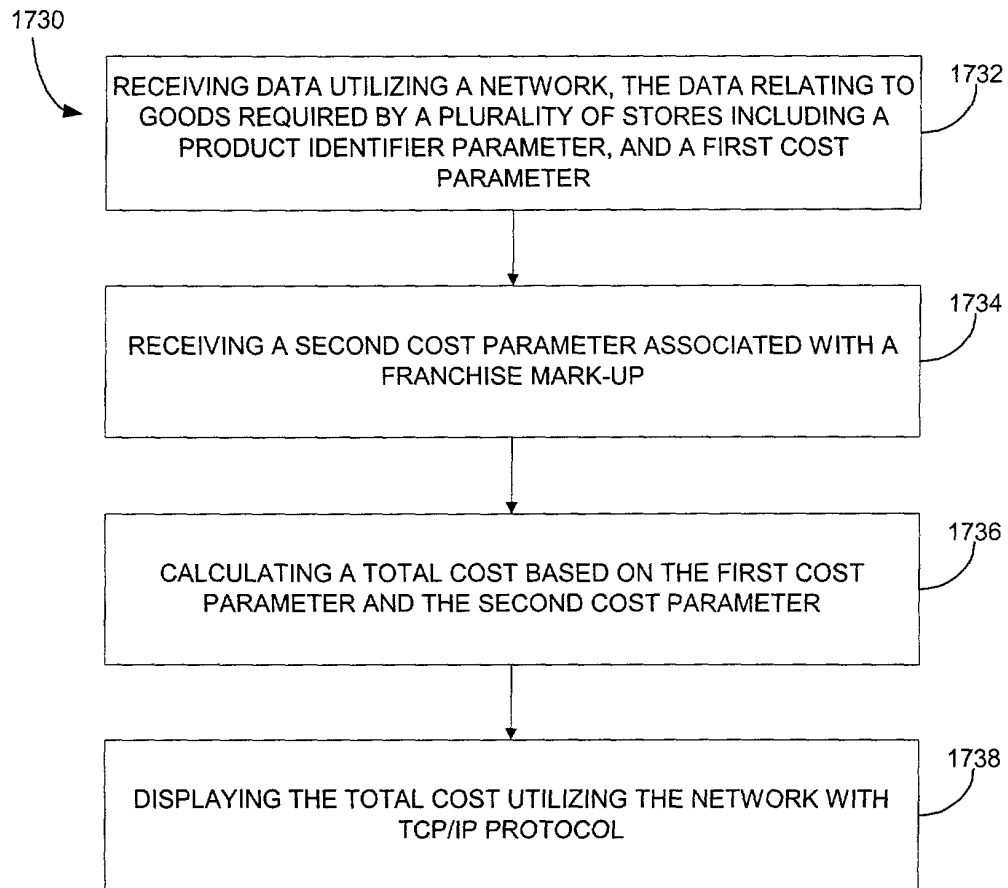 1730
1732
RECEIVING DATA UTILIZING A NETWORK, THE DATA RELATING TO
GOODS REQUIRED BY A PLURALITY OF STORES INCLUDING A
PRODUCT IDENTIFIER PARAMETER, AND A FIRST COST
PARAMETER
1734
RECEIVING A SECOND COST PARAMETER ASSOCIATED WITH A
FRANCHISE MARK-UP
1736
CALCULATING A TOTAL COST BASED ON THE FIRST COST
PARAMETER AND THE SECOND COST PARAMETER
1738
DISPLAYING THE TOTAL COST UTILIZING THE NETWORK WITH
TCP/IP PROTOCOL